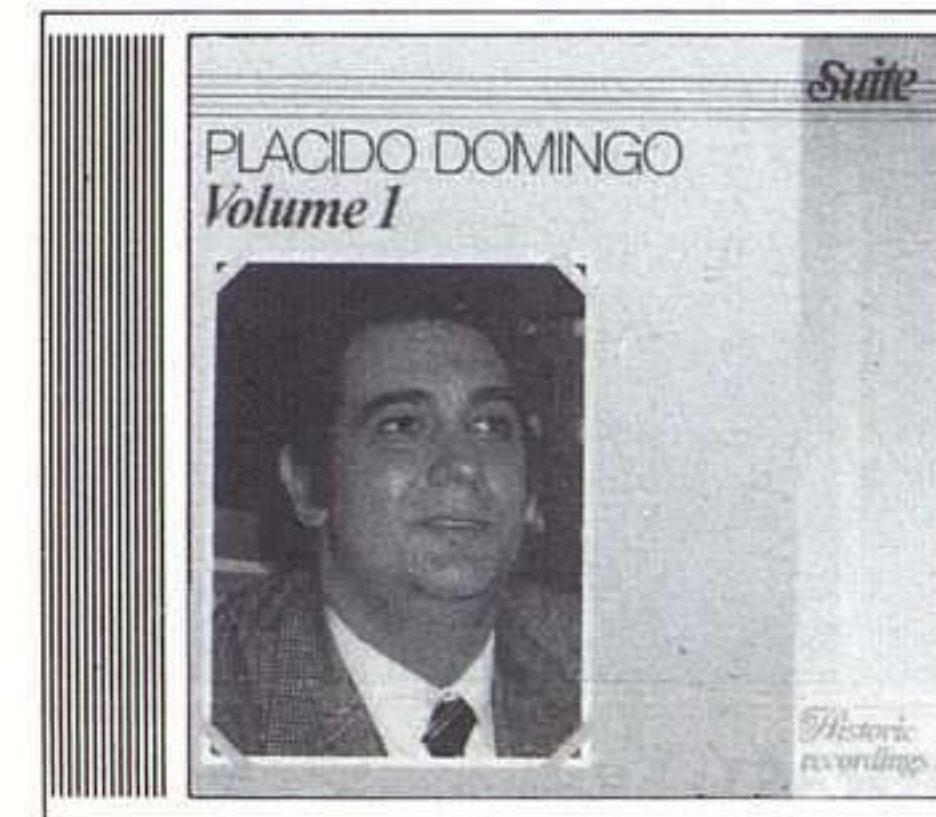 Suite
PLACIDO DOMINGO
Volume 1
Historic
recordings